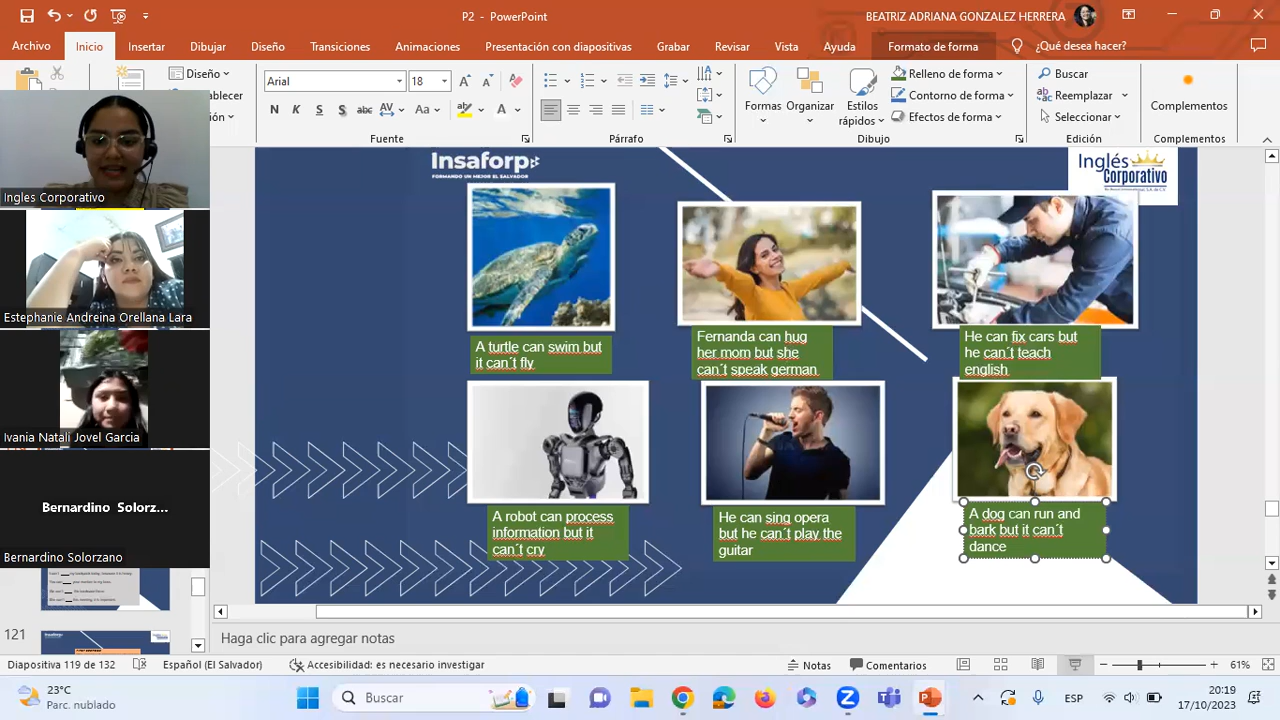 P2 - PowerPoint
BEATRIZ ADRIANA GONZALEZ HERRERA
Archivo Inicio Insertar Dibujar Diseño Transiciones Animaciones Presentación con diapositivas Grabar Revisar Vista Ayuda Formato de forma ¿Qué desea hacer?
Diseño
Arial 18
Formas Organizar Estilos rápidos
Relleno de forma
Contorno de forma
Efectos de forma
Buscar
Reemplazar
Seleccionar
Complementos
Fuente Párrafo Dibujo Edición Complementos
Ingles Corporativo
Estephanie Andreina Orellana Lara
Ivania Natali Jovel Garcia
Bernardino Solorz...
Bernardino Solorzano
Insaforp
FORMANDO UN MEJOR EL SALVADOR
Inglés
Corporativo
A turtle can swim but
it can´t fly
Fernanda can hug
her mom but she
can´t speak german
He can fix cars but
he can´t teach
english
A robot can process
information but it
can´t cry
He can sing opera
but he can´t play the
guitar
A dog can run and
bark but it can´t
dance
121
Haga clic para agregar notas
Diapositiva 119 de 132 Español (El Salvador) Accesibilidad: es necesario investigar Notas Comentarios 61%
23°C
Parc. nublado
Buscar
ESP
20:19
17/10/2023